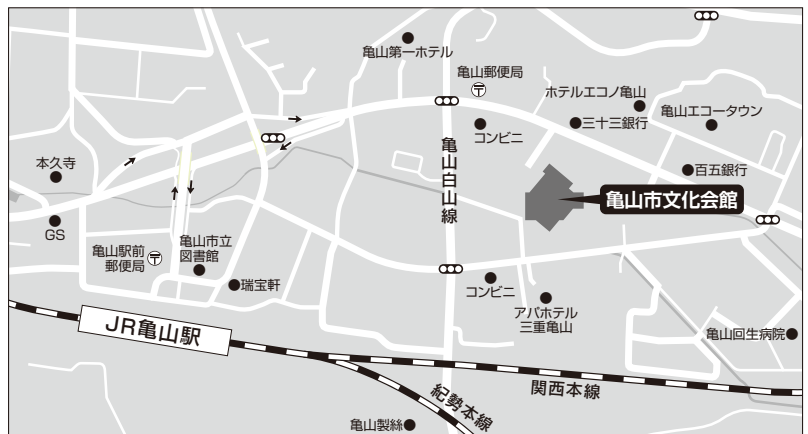 亀山第一ホテル
亀山郵便局
〒
ホテルエコノ亀山
亀山エコータウン
コンビニ
三十三銀行
本久寺
亀山白山線
百五銀行
亀山市文化会館
GS
亀山駅前
郵便局
〒
亀山市立
図書館
瑞宝軒
コンビニ
アパホテル
三重亀山
JR亀山駅
亀山回生病院
関西本線
紀勢本線
亀山製絲